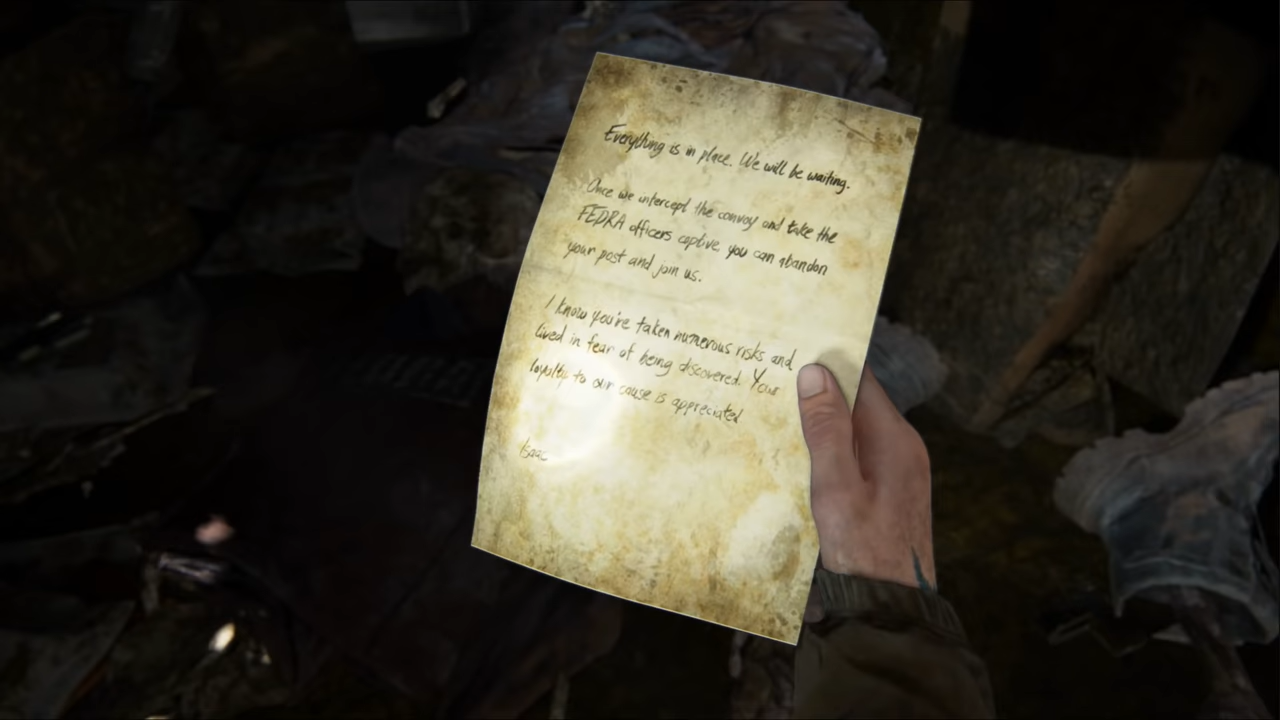 Everything is in place. We will be waiting.
Once we intercept the convoy and take the
FEDRA officers captive, you can abandon
your post and join us.
I know you're taken numerous risks and
lived in fear of being discovered. Your
loyalty to our cause is appreciated
Isaac